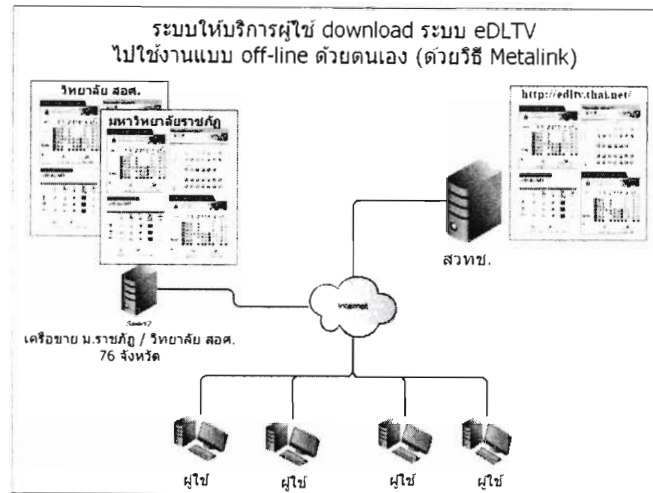 ระบบให้บริการผู้ใช้ download ระบบ eDLTV
ไปใช้งานแบบ off-line ด้วยตนเอง (ด้วยวิธี Metalink)
วิทยาลัย สอศ.
มหาวิทยาลัยราชภัฏ
http://edltv.thai.net/
สวทช.
Internet
เครือข่าย ม.ราชภัฏ / วิทยาลัย สอศ.
76 จังหวัด
ผู้ใช้
ผู้ใช้
ผู้ใช้
ผู้ใช้